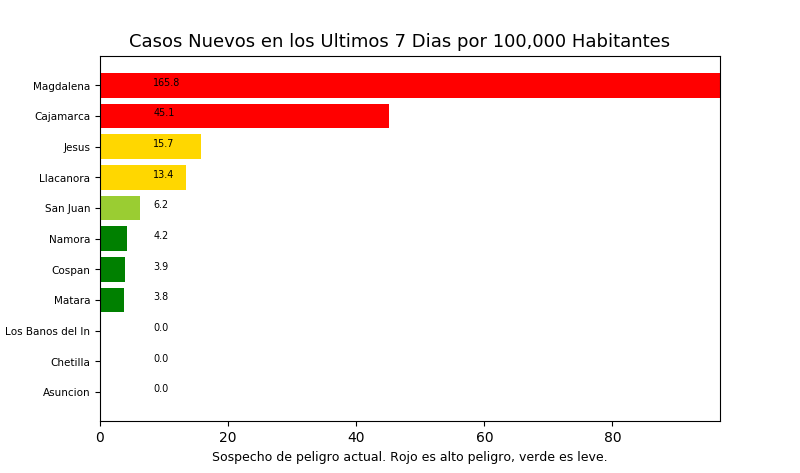 Casos Nuevos en los Ultimos 7 Dias por 100,000 Habitantes
Magdalena 165.8
Cajamarca 45.1
Jesus 15.7
Llacanora 13.4
San Juan 6.2
Namora 4.2
Cospan 3.9
Matara 3.8
Los Banos del In 0.0
Chetilla 0.0
Asuncion 0.0
0 20 40 60 80
Sospecho de peligro actual. Rojo es alto peligro, verde es leve.